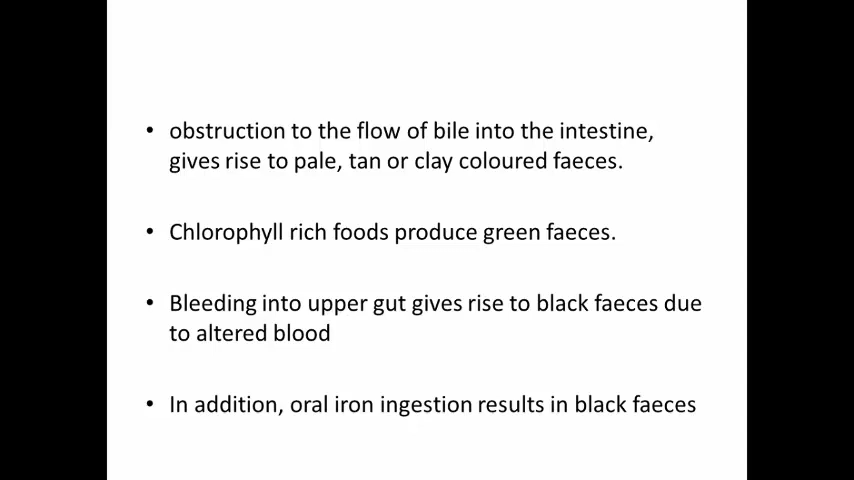 • obstruction to the flow of bile into the intestine,
gives rise to pale, tan or clay coloured faeces.
• Chlorophyll rich foods produce green faeces.
• Bleeding into upper gut gives rise to black faeces due
to altered blood
• In addition, oral iron ingestion results in black faeces